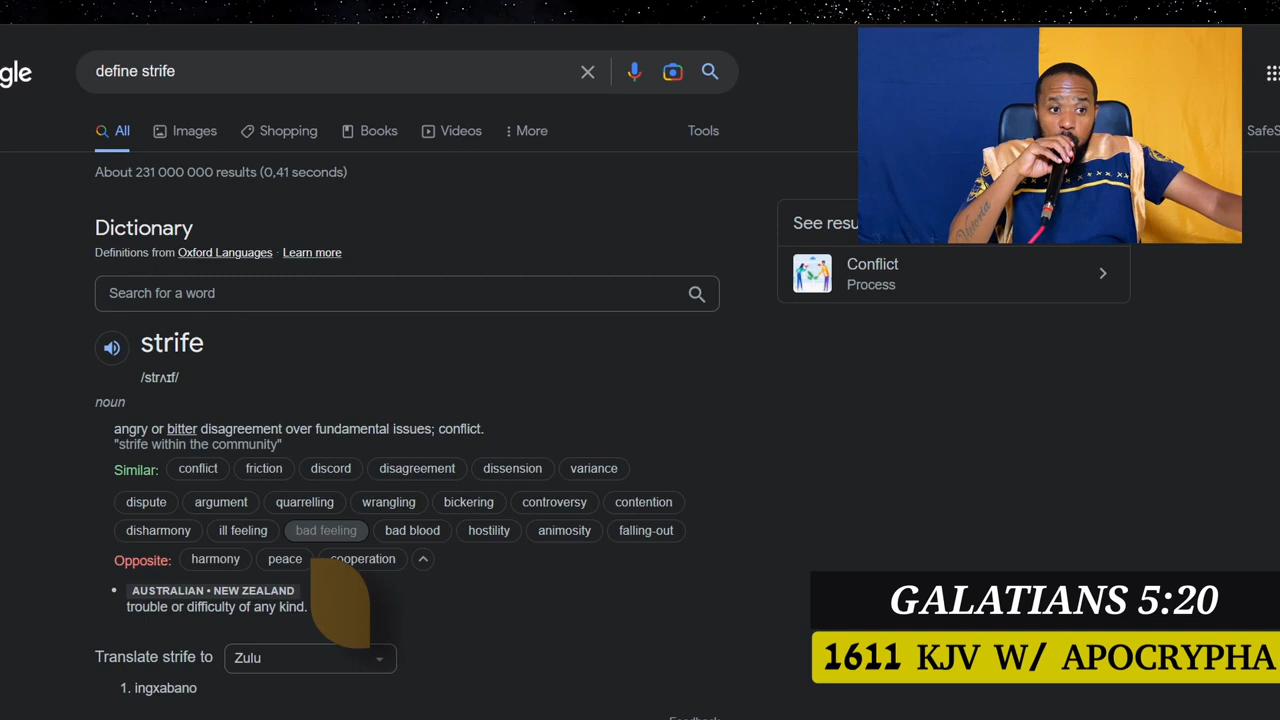 gle
define strife
All Images Shopping Books Videos More Tools
SafeS
About 231 000 000 results (0,41 seconds)
Dictionary
Definitions from Oxford Languages · Learn more
Search for a word
strife
/strʌɪf/
noun
angry or bitter disagreement over fundamental issues; conflict.
"strife within the community"
Similar: conflict friction discord disagreement dissension variance
dispute argument quarrelling wrangling bickering controversy contention
disharmony ill feeling bad feeling bad blood hostility animosity falling-out
Opposite: harmony peace cooperation
AUSTRALIAN • NEW ZEALAND
trouble or difficulty of any kind.
Translate strife to Zulu
1. ingxabano
See resu
Conflict
Process
Victoria
GALATIANS 5:20
1611 KJV W/ APOCRYPHA
Feedback